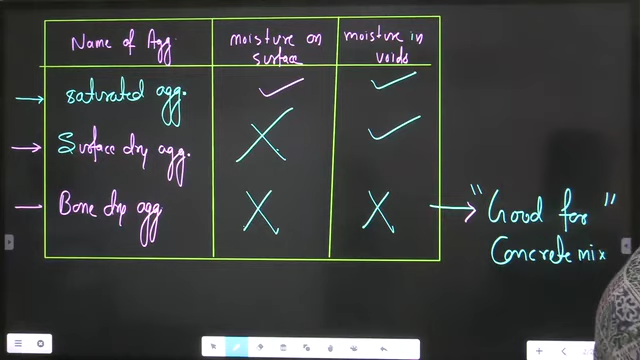 Name of Agg.
moisture on surface
moisture in voids
→ saturated agg. ✓ ✓
→ Surface dry agg. ✗ ✓
— Bone dry agg ✗ ✗ → "Good for"
Concrete mix